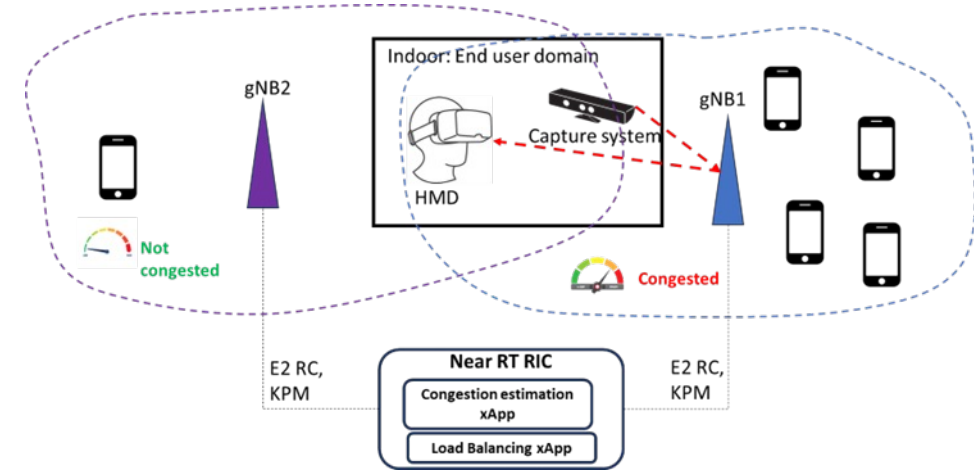 Indoor: End user domain
gNB2
gNB1
Capture system
HMD
Not
congested
Congested
E2 RC,
KPM
Near RT RIC
Congestion estimation
xApp
Load Balancing xApp
E2 RC,
KPM